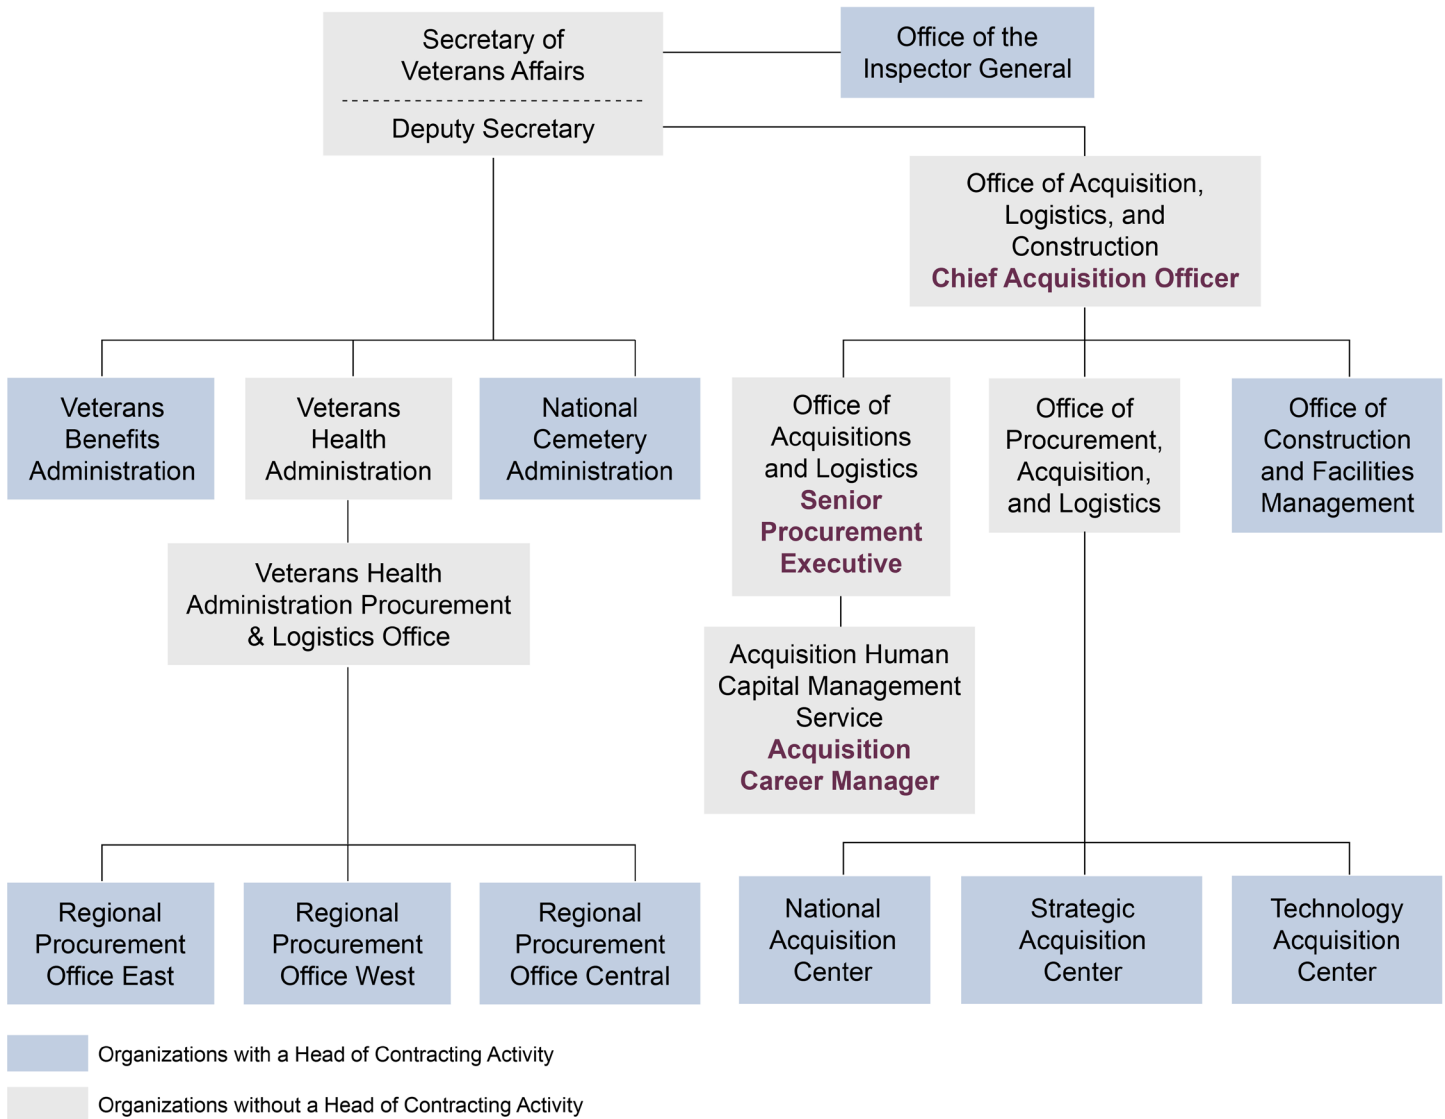 Secretary of
Veterans Affairs
Deputy Secretary
Office of the
Inspector General
Office of Acquisition,
Logistics, and
Construction
Chief Acquisition Officer
Veterans
Benefits
Administration
Veterans
Health
Administration
National
Cemetery
Administration
Office of
Acquisitions
and Logistics
Senior
Procurement
Executive
Office of
Procurement,
Acquisition,
and Logistics
Office of
Construction
and Facilities
Management
Veterans Health
Administration Procurement
& Logistics Office
Acquisition Human
Capital Management
Service
Acquisition
Career Manager
Regional
Procurement
Office East
Regional
Procurement
Office West
Regional
Procurement
Office Central
National
Acquisition
Center
Strategic
Acquisition
Center
Technology
Acquisition
Center
Organizations with a Head of Contracting Activity
Organizations without a Head of Contracting Activity